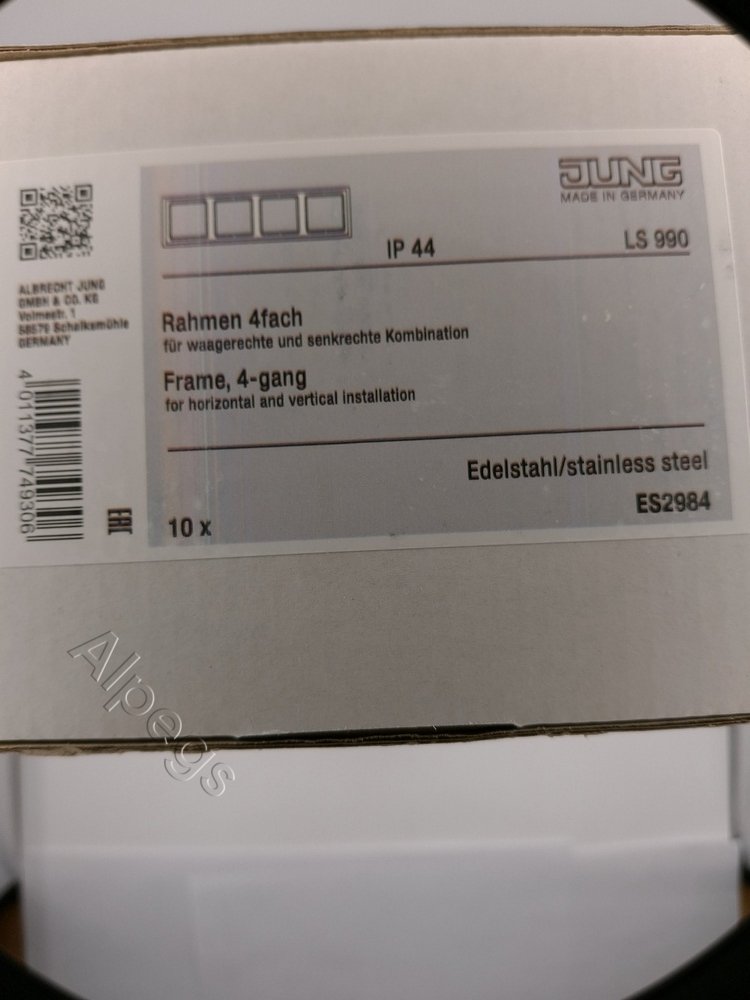 JUNG
MADE IN GERMANY
IP 44
LS 990
ALBRECHT JUNG
GMBH & CO. KG
Volmestr. 1
58579 Schalksmühle
GERMANY
Rahmen 4fach
für waagerechte und senkrechte Kombination
Frame, 4-gang
for horizontal and vertical installation
Edelstahl/stainless steel
ES2984
10 x
4 011377 749306
EAC
Alpegs